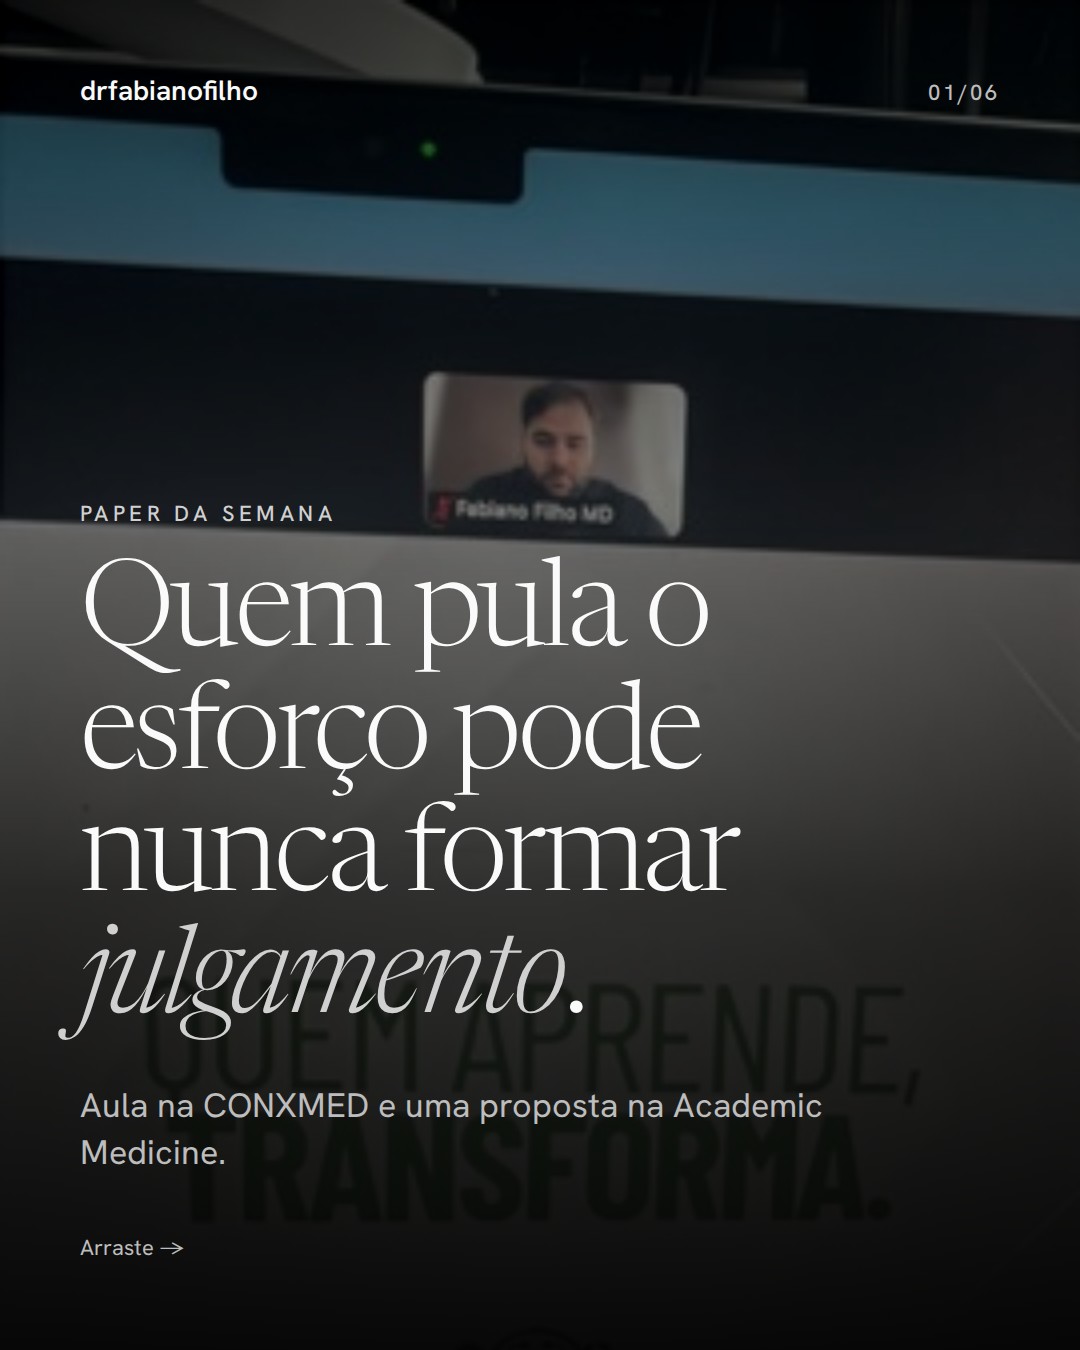 drfabianofilho
01/06
Fabiano Filho MD
PAPER DA SEMANA
Quem pula o
esforço pode
nunca formar
julgamento.
QUEM APRENDE,
Aula na CONXMED e uma proposta na Academic
Medicine.
TRANSFORMA.
Arraste →